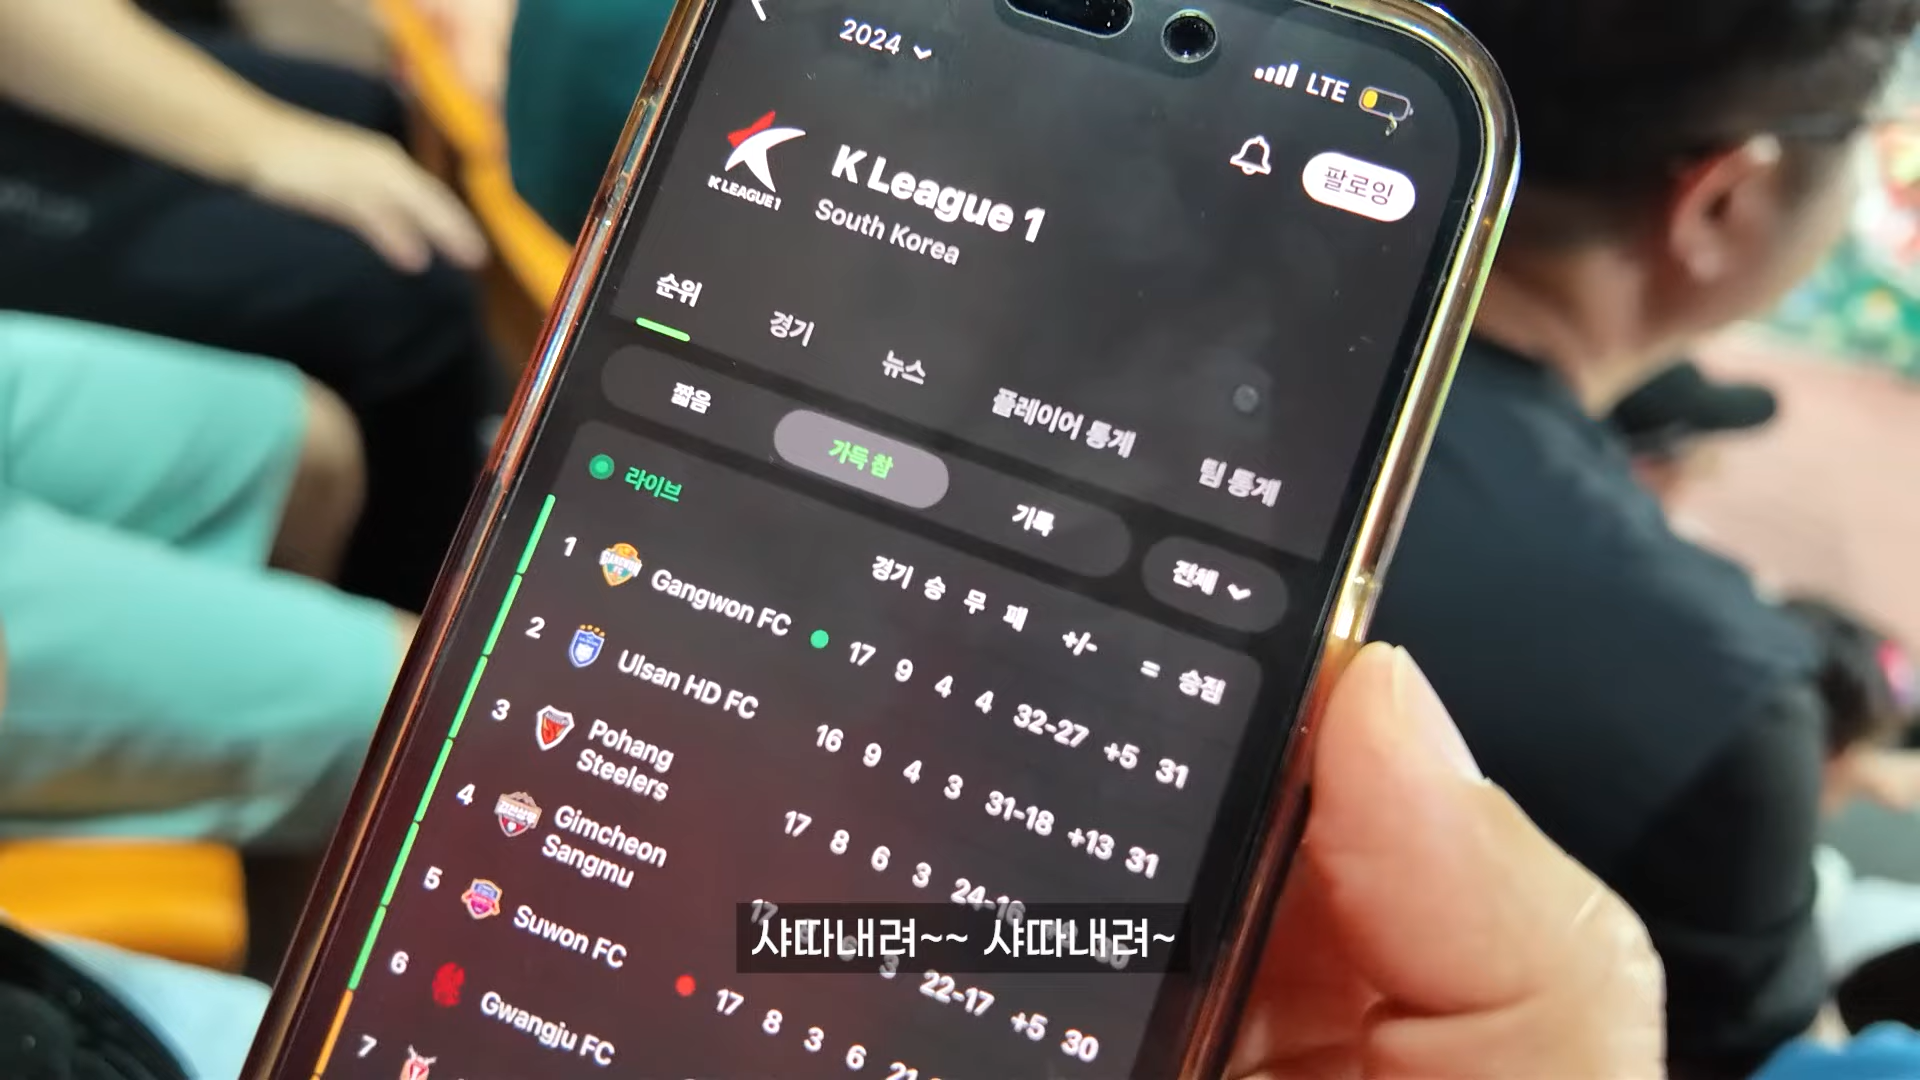 2024
LTE
K LEAGUE 1
K League 1
South Korea
팔로잉
순위 경기 뉴스 플레이어 통계 팀 통계
짧음 가득 참 기록 전체
라이브
경기 승 무 패 +/- = 승점
1 Gangwon FC 17 9 4 4 32-27 +5 31
2 Ulsan HD FC 16 9 4 3 31-18 +13 31
3 Pohang Steelers 17 8 6 3 24-16
4 Gimcheon Sangmu 17 3 22-17 +5 30
5 Suwon FC 17 8 3 6
6 Gwangju FC
7
샤따내려~~ 샤따내려~